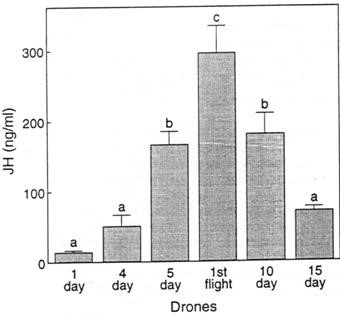 c
300
b
b
200
JH (ng/ml)
a
a
100
a
0
1 4 5 1st 10 15
day day day flight day day
Drones